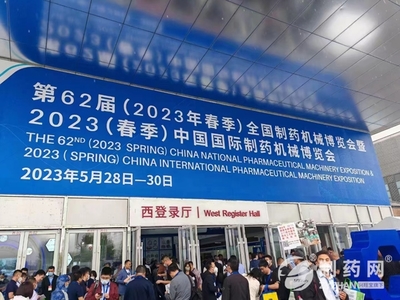 第62届（2023年春季）全国制药机械博览会暨
2023（春季）中国国际制药机械博览会
THE 62ND (2023 SPRING) CHINA NATIONAL PHARMACEUTICAL MACHINERY EXPOSITION &
2023 ( SPRING) CHINA INTERNATIONAL PHARMACEUTICAL MACHINERY EXPOSITION
2023年5月28日—30日
西登录厅 | West Register Hall
药网